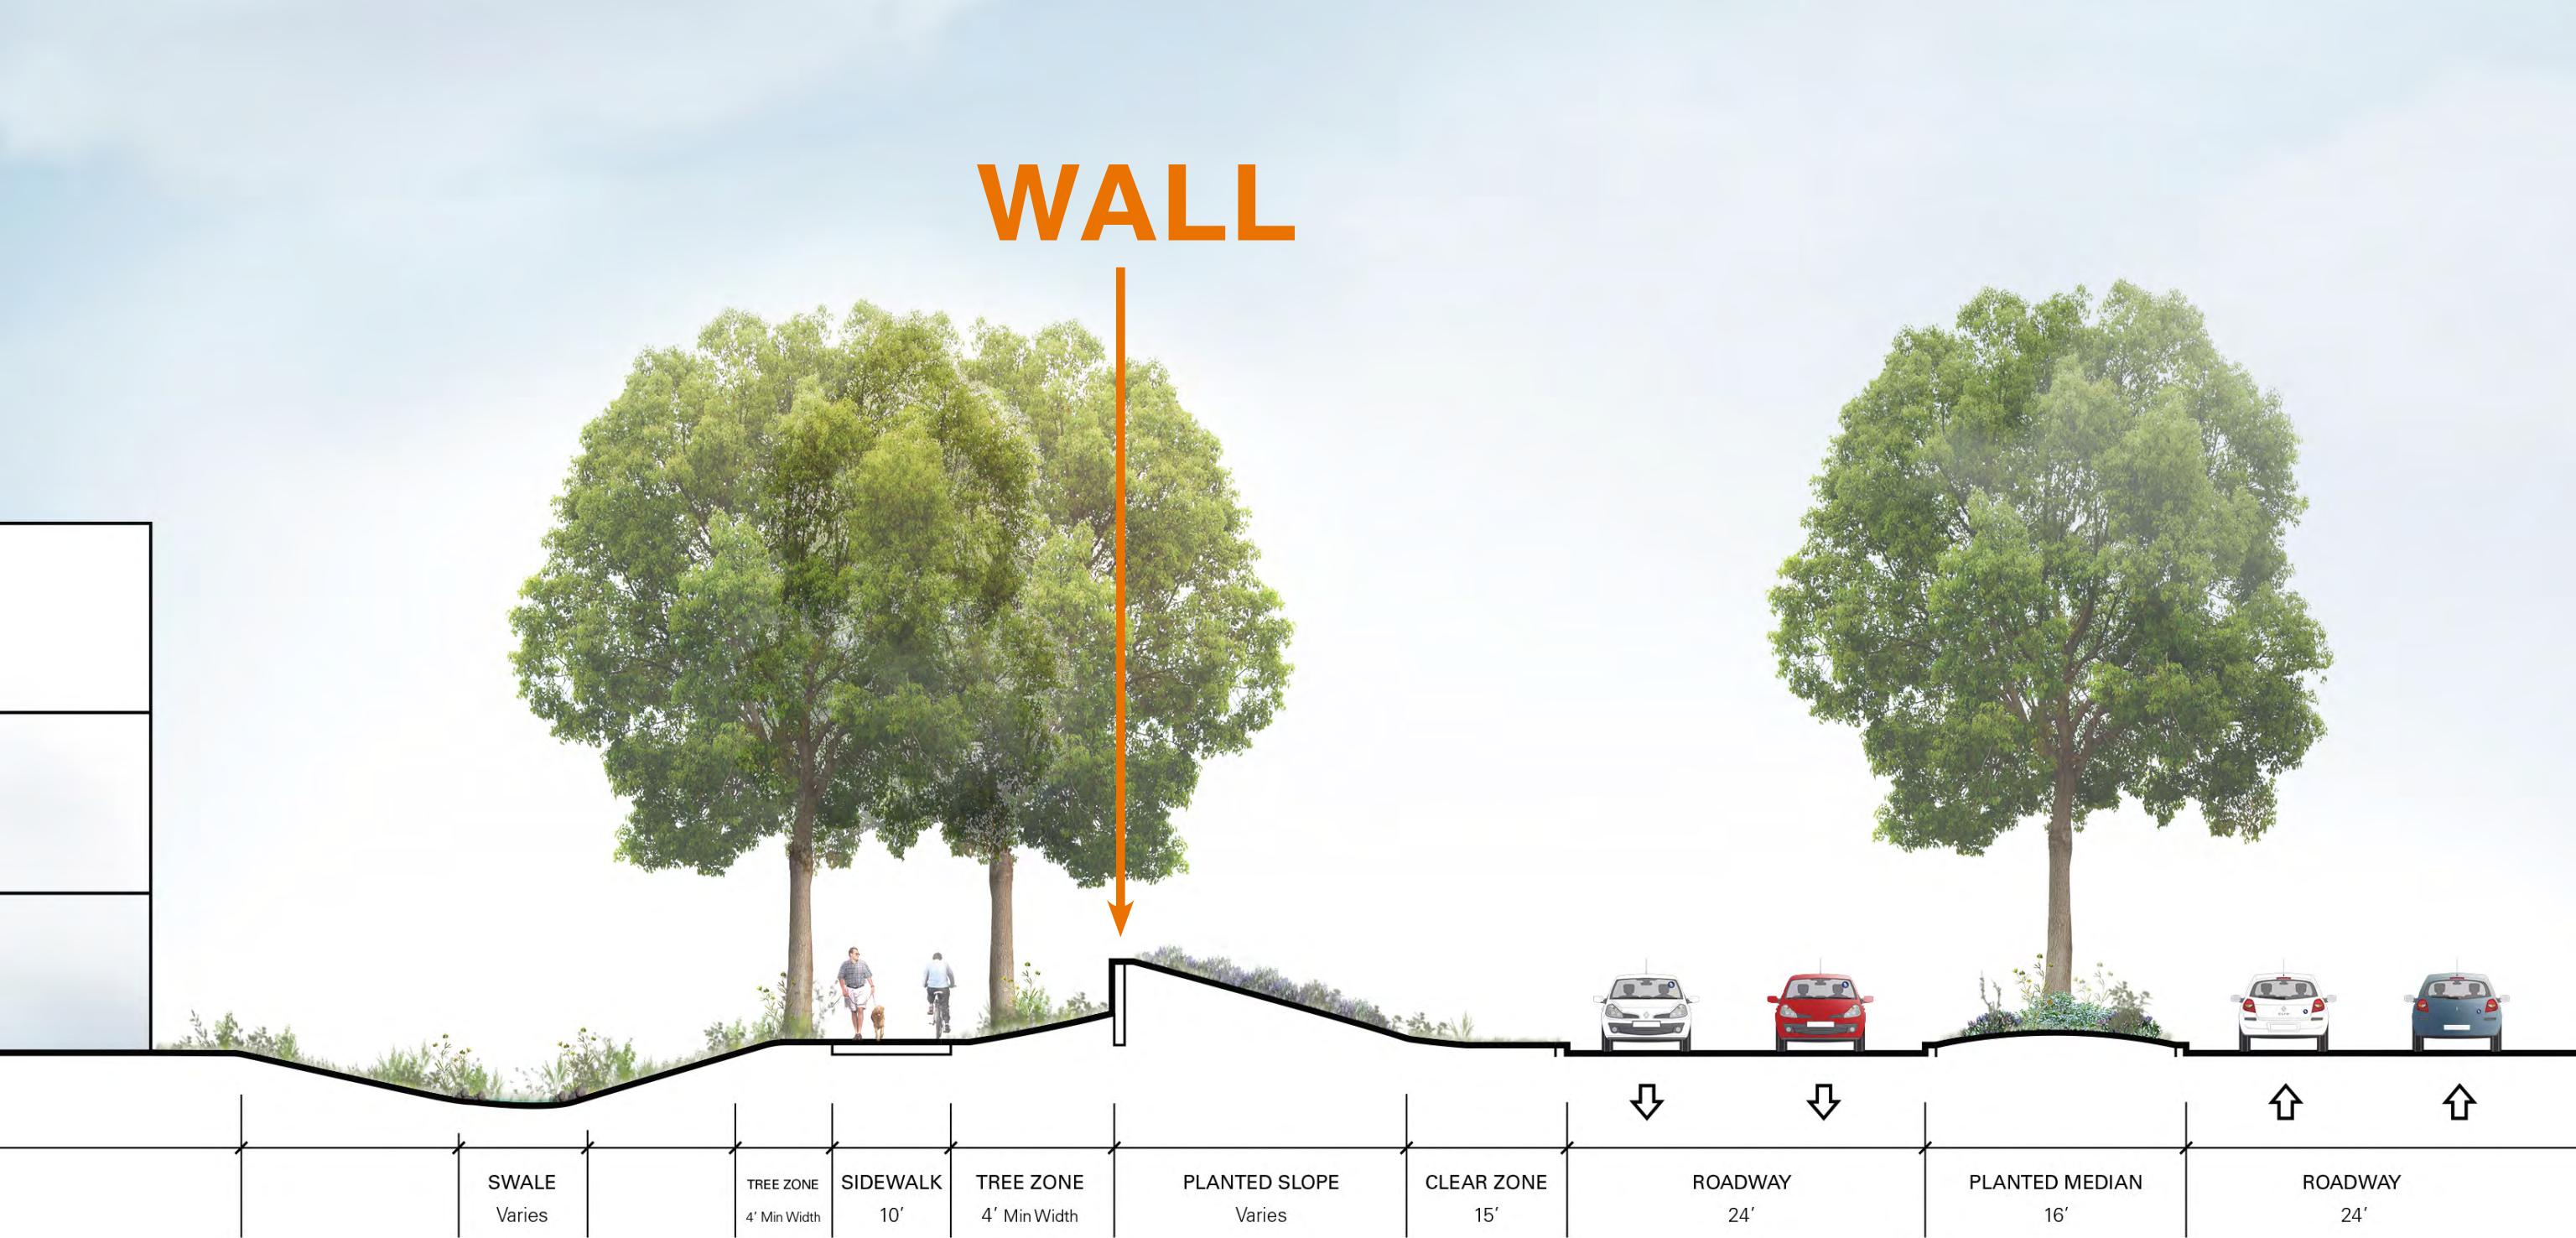 WALL
SWALE
Varies
TREE ZONE
4’ Min Width
SIDEWALK
10’
TREE ZONE
4’ Min Width
PLANTED SLOPE
Varies
CLEAR ZONE
15’
ROADWAY
24’
PLANTED MEDIAN
16’
ROADWAY
24’